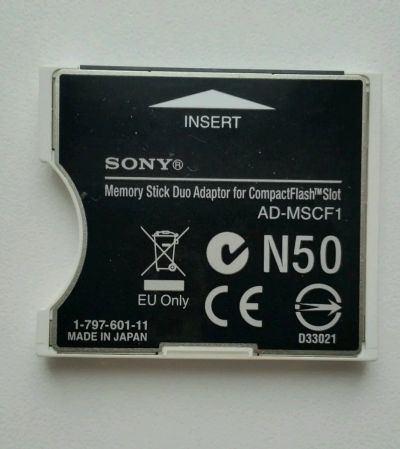 INSERT
SONY®
Memory Stick Duo Adaptor for CompactFlash™Slot
AD-MSCF1
N50
EU Only
CE
1-797-601-11
MADE IN JAPAN
D33021